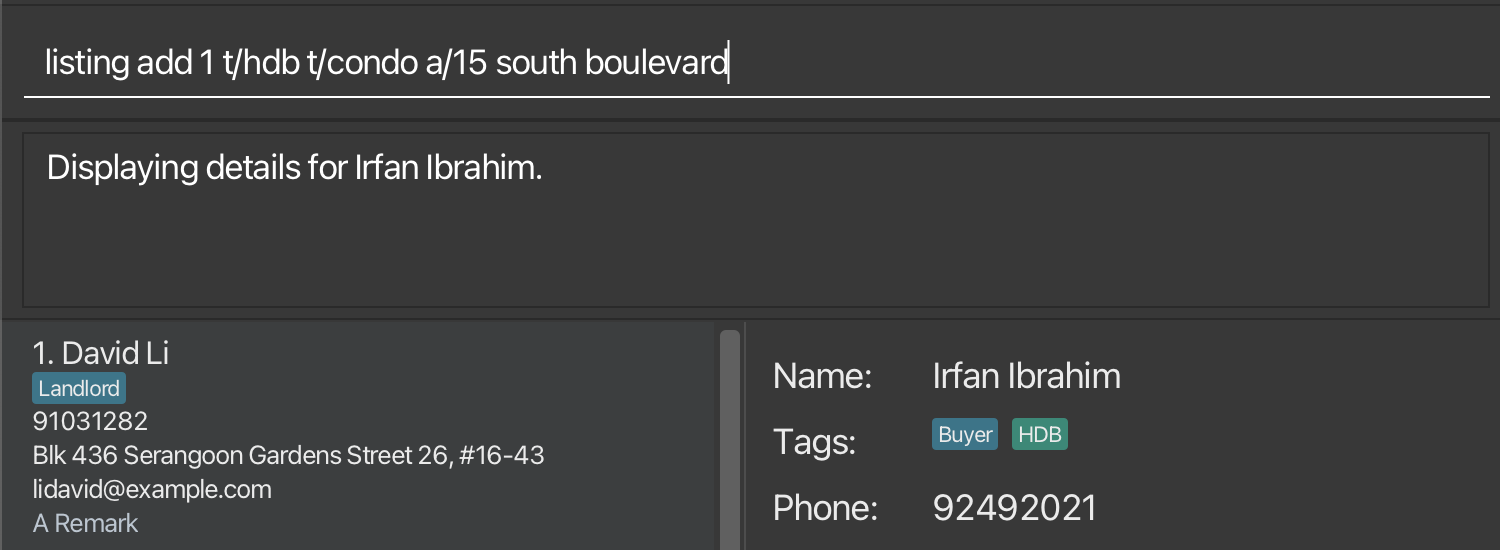 listing add 1 t/hdb t/condo a/15 south boulevard
Displaying details for Irfan Ibrahim.
1. David Li
Landlord
91031282
Blk 436 Serangoon Gardens Street 26, #16-43
lidavid@example.com
A Remark
Name: Irfan Ibrahim
Tags: Buyer HDB
Phone: 92492021